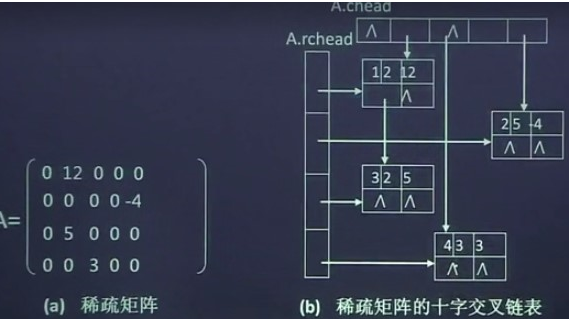 A.chead
A.rchead
∧ ∧
1 2 12
∧
2 5 -4
∧ ∧
3 2 5
∧ ∧
4 3 3
∧ ∧
A=
0 12 0 0 0
0 0 0 0 -4
0 5 0 0 0
0 0 3 0 0
(a) 稀疏矩阵
(b) 稀疏矩阵的十字交叉链表